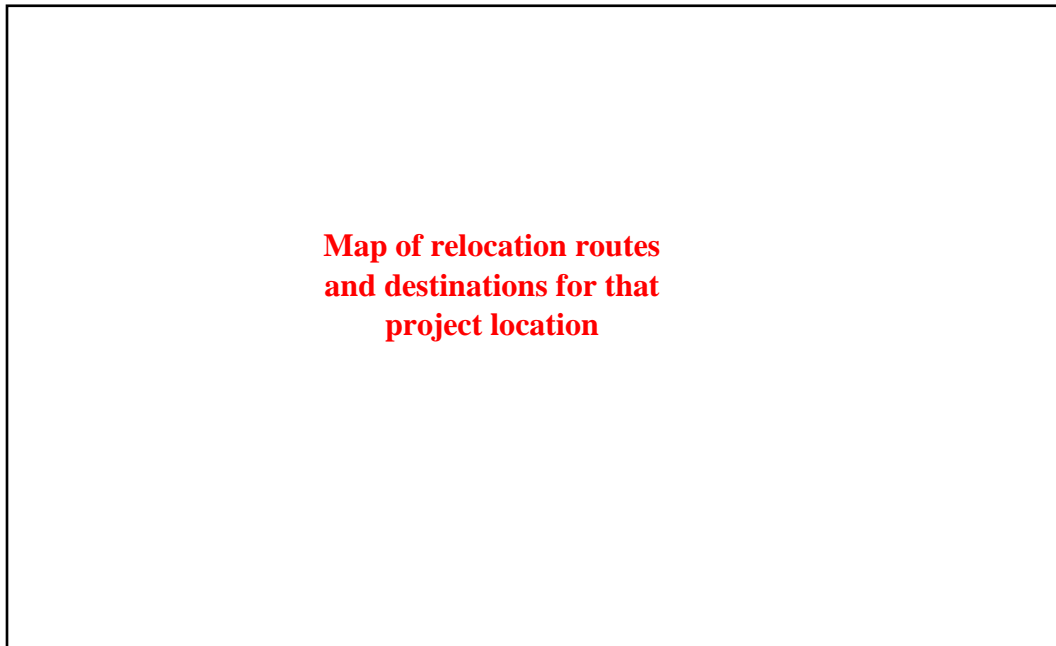 Map of relocation routes
and destinations for that
project location